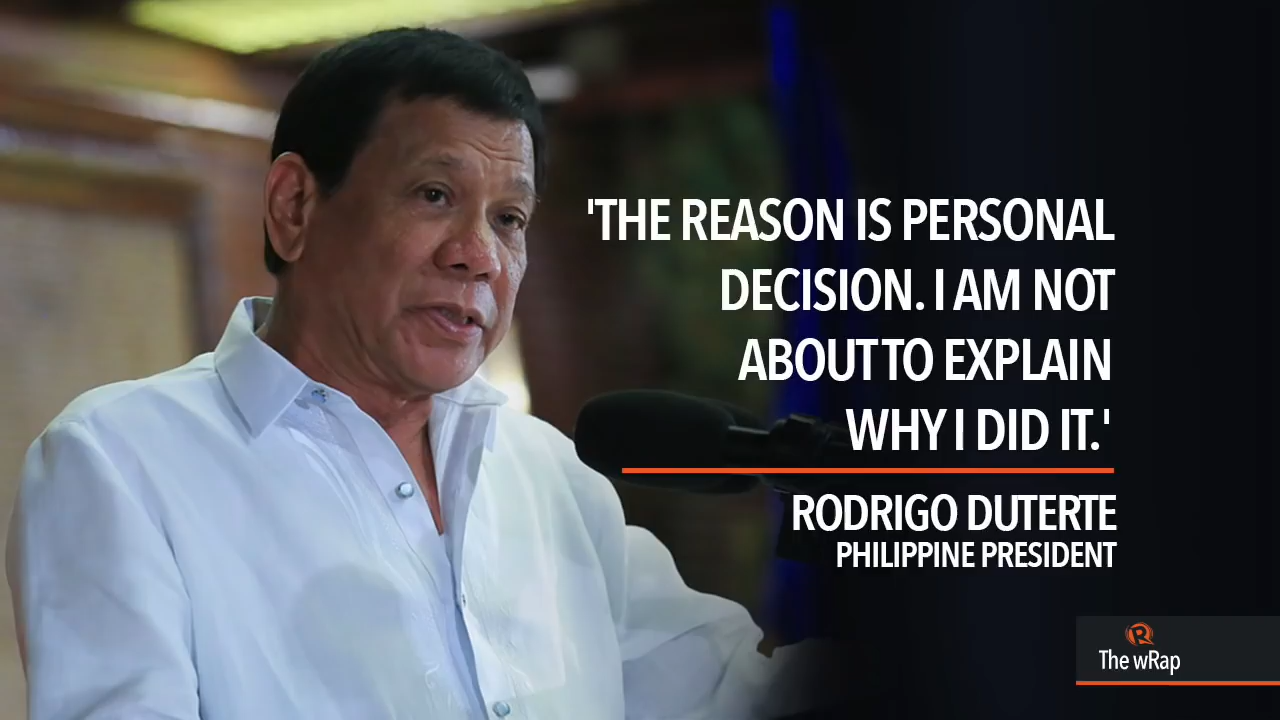 'THE REASON IS PERSONAL
DECISION. I AM NOT
ABOUT TO EXPLAIN
WHY I DID IT.'
RODRIGO DUTERTE
PHILIPPINE PRESIDENT
R
The wRap